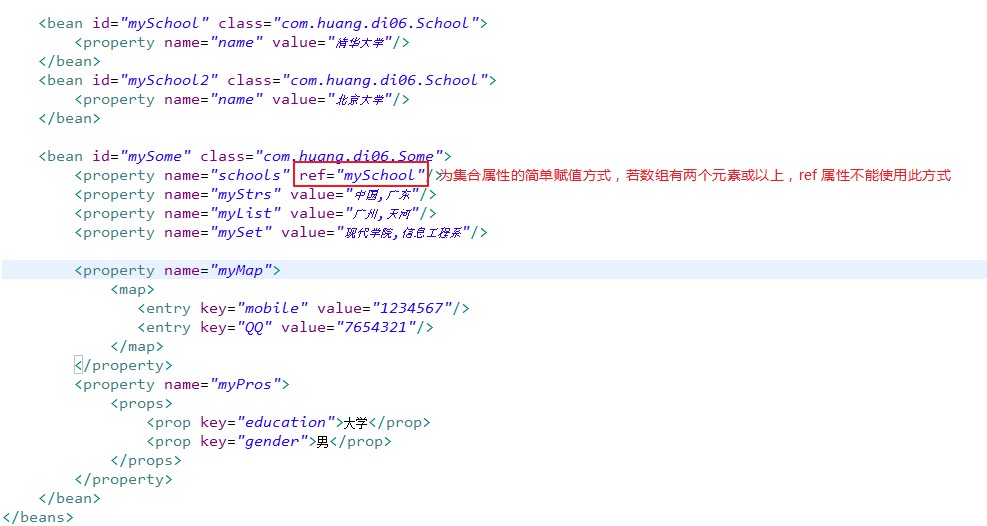 <bean id="mySchool" class="com.huang.di06.School">
<property name="name" value="清华大学"/>
</bean>
<bean id="mySchool2" class="com.huang.di06.School">
<property name="name" value="北京大学"/>
</bean>
<bean id="mySome" class="com.huang.di06.Some">
<property name="schools" ref="mySchool"/>为集合属性的简单赋值方式，若数组有两个元素或以上，ref 属性不能使用此方式
<property name="myStrs" value="中国,广东"/>
<property name="myList" value="广州,天河"/>
<property name="mySet" value="现代学院,信息工程系"/>
<property name="myMap">
<map>
<entry key="mobile" value="1234567"/>
<entry key="QQ" value="7654321"/>
</map>
</property>
<property name="myPros">
<props>
<prop key="education">大学</prop>
<prop key="gender">男</prop>
</props>
</property>
</bean>
</beans>